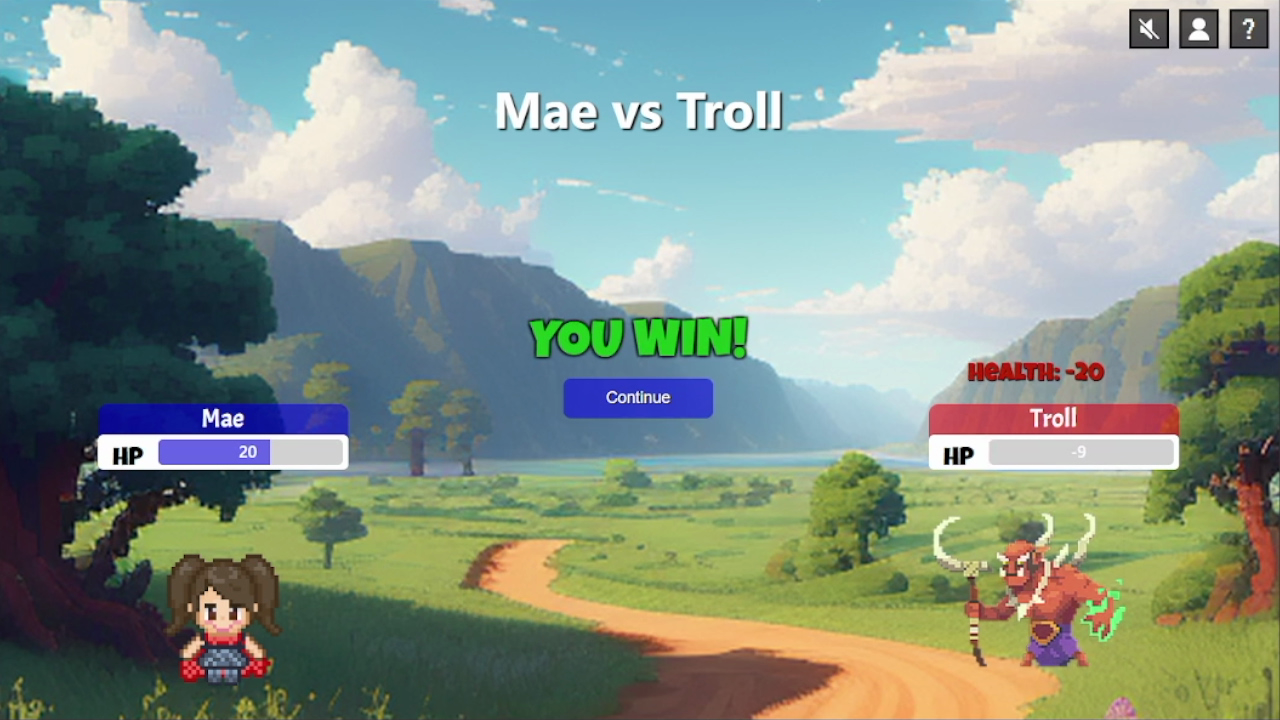 ?
Mae vs Troll
YOU WIN!
Continue
HEALTH: -20
Mae
HP 20
Troll
HP -9